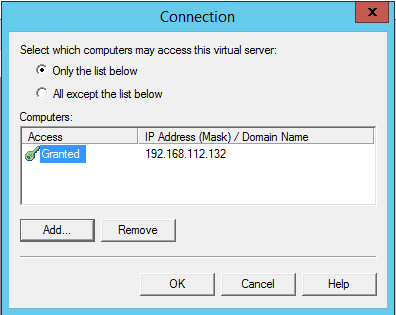 Connection
x
Select which computers may access this virtual server:
Only the list below
All except the list below
Computers:
Access IP Address (Mask) / Domain Name
Granted 192.168.112.132
Add... Remove
OK Cancel Help